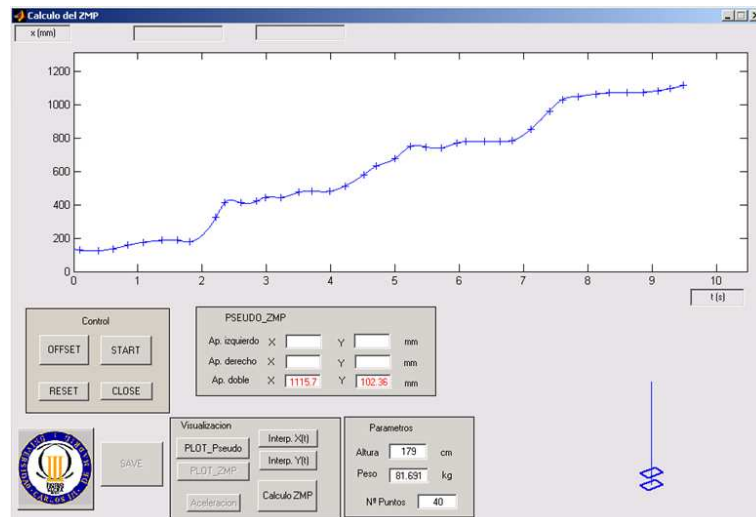 Calculo del ZMP
x (mm)
1200
1000
800
600
400
200
0
0 1 2 3 4 5 6 7 8 9 10
t (s)
Control
OFFSET START
RESET CLOSE
PSEUDO_ZMP
Ap. izquierdo X Y mm
Ap. derecho X Y mm
Ap. doble X 1115.7 Y 102.36 mm
SAVE
Visualizacion
PLOT_Pseudo Interp. X(t)
PLOT_ZMP Interp. Y(t)
Aceleracion Calculo ZMP
Parametros
Altura 179 cm
Peso 81.691 kg
Nº Puntos 40